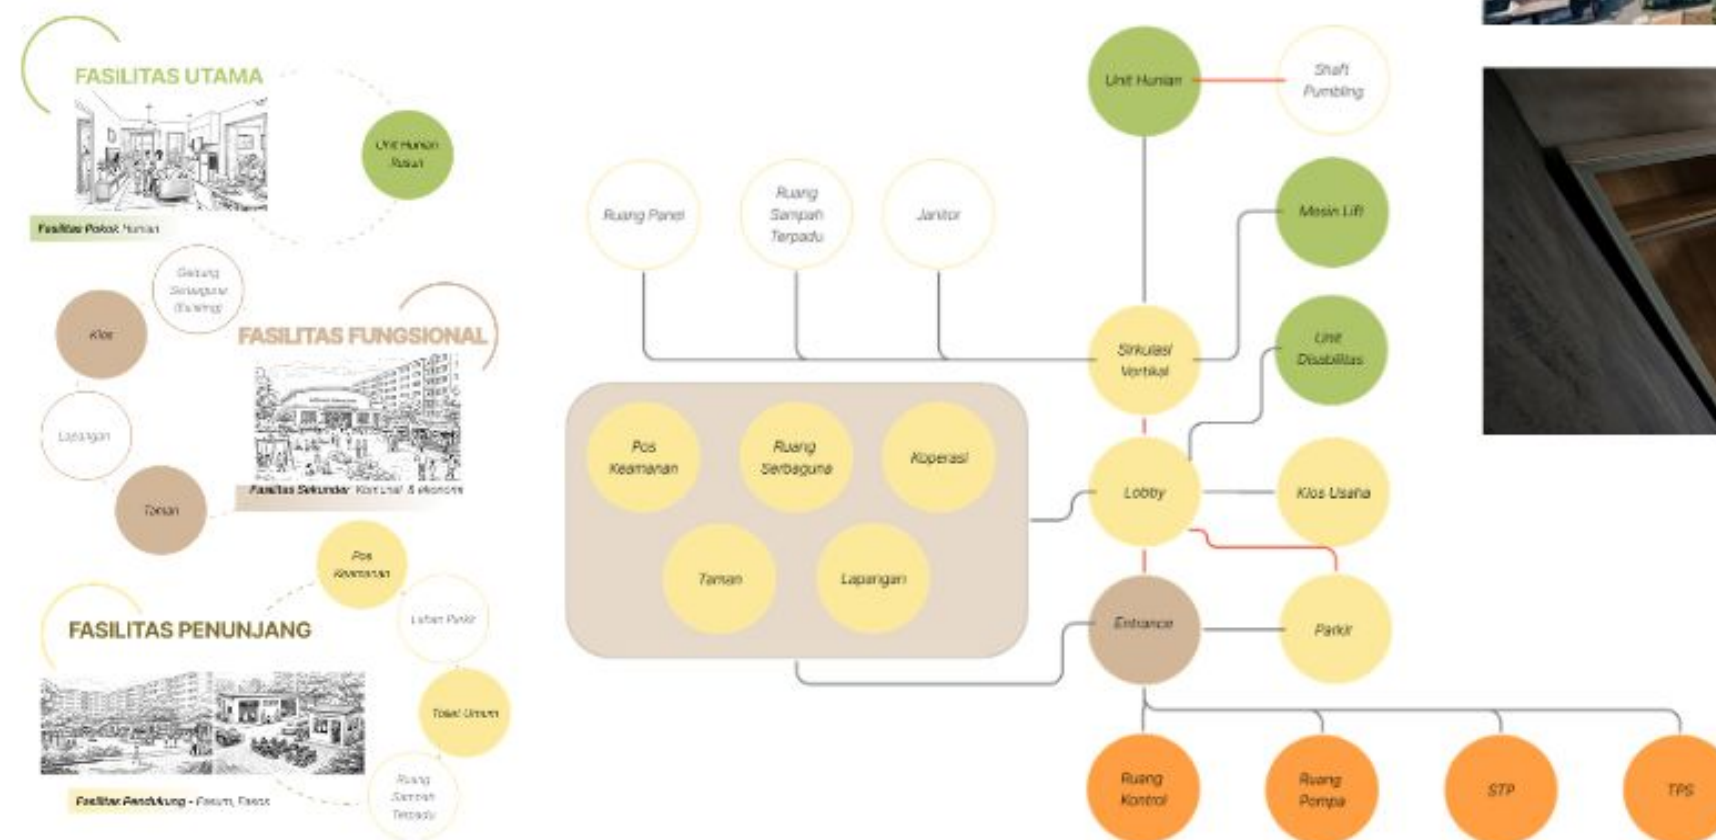 FASILITAS UTAMA
Unit Hunian
Rusun
Fasilitas Pokok Hunian
Gedung
Serbaguna
Kios
FASILITAS FUNGSIONAL
Lapangan
Fasilitas Sekunder Komunal & ekonomi
Taman
Pos
Keamanan
Lahan Parkir
FASILITAS PENUNJANG
Toilet Umum
Ruang
Sampah
Terpadu
Fasilitas Pendukung - Fasum, Fasos
Unit Hunian
Shaft
Pumbling
Ruang Panel
Ruang
Sampah
Terpadu
Janitor
Mesin Lift
Sirkulasi
Vertikal
Unit
Disabilitas
Pos
Keamanan
Ruang
Serbaguna
Koperasi
Lobby
Klos Usaha
Taman
Lapangan
Entrance
Parkir
Ruang
Kontrol
Ruang
Pompa
STP
TPS